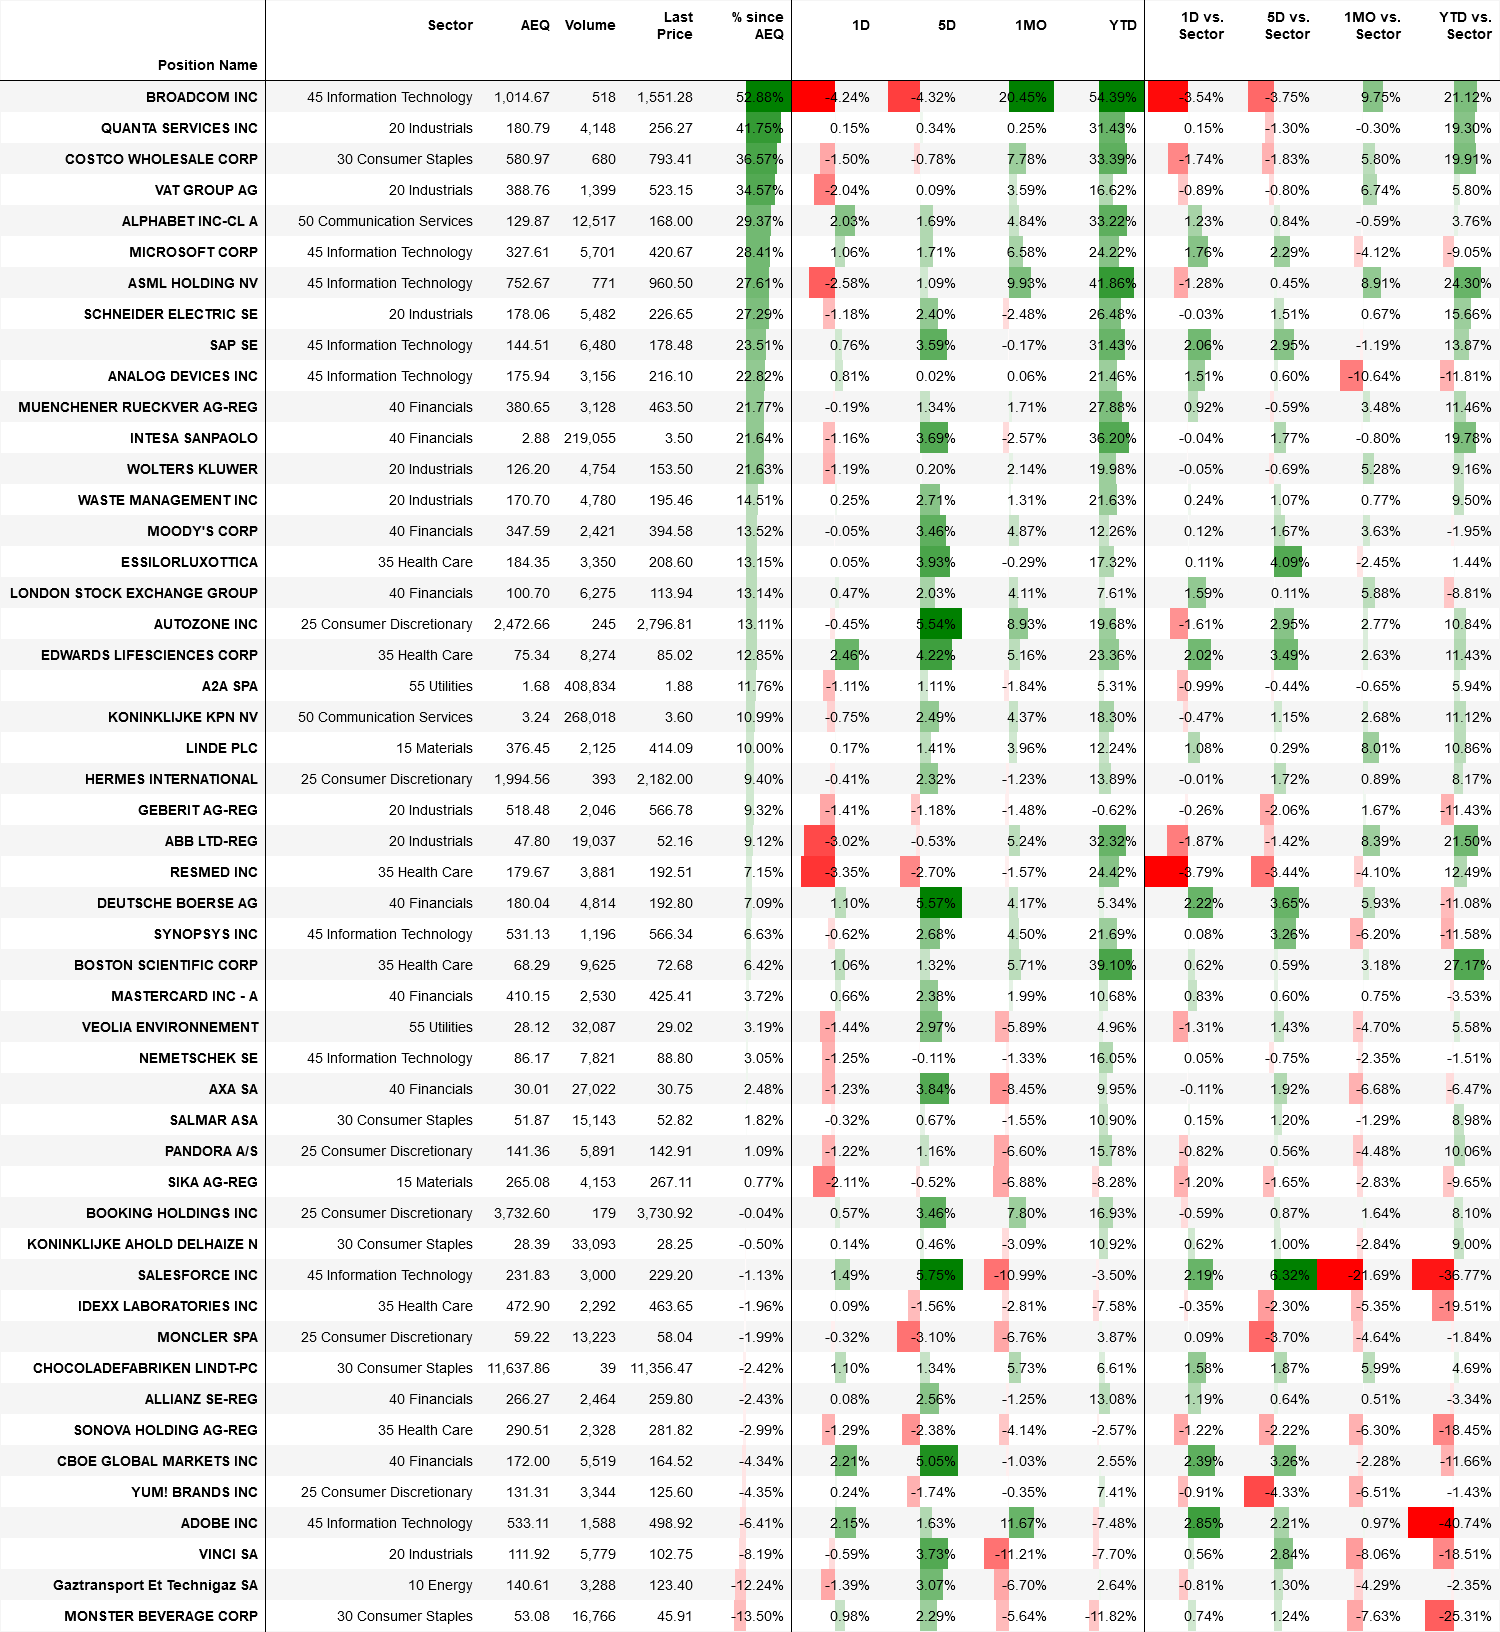 Position Name Sector AEQ Volume Last Price % since AEQ 1D 5D 1MO YTD 1D vs. Sector 5D vs. Sector 1MO vs. Sector YTD vs. Sector
BROADCOM INC 45 Information Technology 1,014.67 518 1,551.28 52.88% -4.24% -4.32% 20.45% 54.39% -3.54% -3.75% 9.75% 21.12%
QUANTA SERVICES INC 20 Industrials 180.79 4,148 256.27 41.75% 0.15% 0.34% 0.25% 31.43% 0.15% -1.30% -0.30% 19.30%
COSTCO WHOLESALE CORP 30 Consumer Staples 580.97 680 793.41 36.57% -1.50% -0.78% 7.78% 33.39% -1.74% -1.83% 5.80% 19.91%
VAT GROUP AG 20 Industrials 388.76 1,399 523.15 34.57% -2.04% 0.09% 3.59% 16.62% -0.89% -0.80% 6.74% 5.80%
ALPHABET INC-CL A 50 Communication Services 129.87 12,517 168.00 29.37% 2.03% 1.69% 4.84% 33.22% 1.23% 0.84% -0.59% 3.76%
MICROSOFT CORP 45 Information Technology 327.61 5,701 420.67 28.41% 1.06% 1.71% 6.58% 24.22% 1.76% 2.29% -4.12% -9.05%
ASML HOLDING NV 45 Information Technology 752.67 771 960.50 27.61% -2.58% 1.09% 9.93% 41.86% -1.28% 0.45% 8.91% 24.30%
SCHNEIDER ELECTRIC SE 20 Industrials 178.06 5,482 226.65 27.29% -1.18% 2.40% -2.48% 26.48% -0.03% 1.51% 0.67% 15.66%
SAP SE 45 Information Technology 144.51 6,480 178.48 23.51% 0.76% 3.59% -0.17% 31.43% 2.06% 2.95% -1.19% 13.87%
ANALOG DEVICES INC 45 Information Technology 175.94 3,156 216.10 22.82% 0.81% 0.02% 0.06% 21.46% 1.51% 0.60% -10.64% -11.81%
MUENCHENER RUECKVER AG-REG 40 Financials 380.65 3,128 463.50 21.77% -0.19% 1.34% 1.71% 27.88% 0.92% -0.59% 3.48% 11.46%
INTESA SANPAOLO 40 Financials 2.88 219,055 3.50 21.64% -1.16% 3.69% -2.57% 36.20% -0.04% 1.77% -0.80% 19.78%
WOLTERS KLUWER 20 Industrials 126.20 4,754 153.50 21.63% -1.19% 0.20% 2.14% 19.98% -0.05% -0.69% 5.28% 9.16%
WASTE MANAGEMENT INC 20 Industrials 170.70 4,780 195.46 14.51% 0.25% 2.71% 1.31% 21.63% 0.24% 1.07% 0.77% 9.50%
MOODY'S CORP 40 Financials 347.59 2,421 394.58 13.52% -0.05% 3.46% 4.87% 12.26% 0.12% 1.67% 3.63% -1.95%
ESSILORLUXOTTICA 35 Health Care 184.35 3,350 208.60 13.15% 0.05% 3.93% -0.29% 17.32% 0.11% 4.09% -2.45% 1.44%
LONDON STOCK EXCHANGE GROUP 40 Financials 100.70 6,275 113.94 13.14% 0.47% 2.03% 4.11% 7.61% 1.59% 0.11% 5.88% -8.81%
AUTOZONE INC 25 Consumer Discretionary 2,472.66 245 2,796.81 13.11% -0.45% 5.54% 8.93% 19.68% -1.61% 2.95% 2.77% 10.84%
EDWARDS LIFESCIENCES CORP 35 Health Care 75.34 8,274 85.02 12.85% 2.46% 4.22% 5.16% 23.36% 2.02% 3.49% 2.63% 11.43%
A2A SPA 55 Utilities 1.68 408,834 1.88 11.76% -1.11% 1.11% -1.84% 5.31% -0.99% -0.44% -0.65% 5.94%
KONINKLIJKE KPN NV 50 Communication Services 3.24 268,018 3.60 10.99% -0.75% 2.49% 4.37% 18.30% -0.47% 1.15% 2.68% 11.12%
LINDE PLC 15 Materials 376.45 2,125 414.09 10.00% 0.17% 1.41% 3.96% 12.24% 1.08% 0.29% 8.01% 10.86%
HERMES INTERNATIONAL 25 Consumer Discretionary 1,994.56 393 2,182.00 9.40% -0.41% 2.32% -1.23% 13.89% -0.01% 1.72% 0.89% 8.17%
GEBERIT AG-REG 20 Industrials 518.48 2,046 566.78 9.32% -1.41% -1.18% -1.48% -0.62% -0.26% -2.06% 1.67% -11.43%
ABB LTD-REG 20 Industrials 47.80 19,037 52.16 9.12% -3.02% -0.53% 5.24% 32.32% -1.87% -1.42% 8.39% 21.50%
RESMED INC 35 Health Care 179.67 3,881 192.51 7.15% -3.35% -2.70% -1.57% 24.42% -3.79% -3.44% -4.10% 12.49%
DEUTSCHE BOERSE AG 40 Financials 180.04 4,814 192.80 7.09% 1.10% 5.57% 4.17% 5.34% 2.22% 3.65% 5.93% -11.08%
SYNOPSYS INC 45 Information Technology 531.13 1,196 566.34 6.63% -0.62% 2.68% 4.50% 21.69% 0.08% 3.26% -6.20% -11.58%
BOSTON SCIENTIFIC CORP 35 Health Care 68.29 9,625 72.68 6.42% 1.06% 1.32% 5.71% 39.10% 0.62% 0.59% 3.18% 27.17%
MASTERCARD INC - A 40 Financials 410.15 2,530 425.41 3.72% 0.66% 2.38% 1.99% 10.68% 0.83% 0.60% 0.75% -3.53%
VEOLIA ENVIRONNEMENT 55 Utilities 28.12 32,087 29.02 3.19% -1.44% 2.97% -5.89% 4.96% -1.31% 1.43% -4.70% 5.58%
NEMETSCHEK SE 45 Information Technology 86.17 7,821 88.80 3.05% -1.25% -0.11% -1.33% 16.05% 0.05% -0.75% -2.35% -1.51%
AXA SA 40 Financials 30.01 27,022 30.75 2.48% -1.23% 3.84% -8.45% 9.95% -0.11% 1.92% -6.68% -6.47%
SALMAR ASA 30 Consumer Staples 51.87 15,143 52.82 1.82% -0.32% 0.67% -1.55% 10.90% 0.15% 1.20% -1.29% 8.98%
PANDORA A/S 25 Consumer Discretionary 141.36 5,891 142.91 1.09% -1.22% 1.16% -6.60% 15.78% -0.82% 0.56% -4.48% 10.06%
SIKA AG-REG 15 Materials 265.08 4,153 267.11 0.77% -2.11% -0.52% -6.88% -8.28% -1.20% -1.65% -2.83% -9.65%
BOOKING HOLDINGS INC 25 Consumer Discretionary 3,732.60 179 3,730.92 -0.04% 0.57% 3.46% 7.80% 16.93% -0.59% 0.87% 1.64% 8.10%
KONINKLIJKE AHOLD DELHAIZE N 30 Consumer Staples 28.39 33,093 28.25 -0.50% 0.14% 0.46% -3.09% 10.92% 0.62% 1.00% -2.84% 9.00%
SALESFORCE INC 45 Information Technology 231.83 3,000 229.20 -1.13% 1.49% 5.75% -10.99% -3.50% 2.19% 6.32% -21.69% -36.77%
IDEXX LABORATORIES INC 35 Health Care 472.90 2,292 463.65 -1.96% 0.09% -1.56% -2.81% -7.58% -0.35% -2.30% -5.35% -19.51%
MONCLER SPA 25 Consumer Discretionary 59.22 13,223 58.04 -1.99% -0.32% -3.10% -6.76% 3.87% 0.09% -3.70% -4.64% -1.84%
CHOCOLADEFABRIKEN LINDT-PC 30 Consumer Staples 11,637.86 39 11,356.47 -2.42% 1.10% 1.34% 5.73% 6.61% 1.58% 1.87% 5.99% 4.69%
ALLIANZ SE-REG 40 Financials 266.27 2,464 259.80 -2.43% 0.08% 2.56% -1.25% 13.08% 1.19% 0.64% 0.51% -3.34%
SONOVA HOLDING AG-REG 35 Health Care 290.51 2,328 281.82 -2.99% -1.29% -2.38% -4.14% -2.57% -1.22% -2.22% -6.30% -18.45%
CBOE GLOBAL MARKETS INC 40 Financials 172.00 5,519 164.52 -4.34% 2.21% 5.05% -1.03% 2.55% 2.39% 3.26% -2.28% -11.66%
YUM! BRANDS INC 25 Consumer Discretionary 131.31 3,344 125.60 -4.35% 0.24% -1.74% -0.35% 7.41% -0.91% -4.33% -6.51% -1.43%
ADOBE INC 45 Information Technology 533.11 1,588 498.92 -6.41% 2.15% 1.63% 11.67% -7.48% 2.85% 2.21% 0.97% -40.74%
VINCI SA 20 Industrials 111.92 5,779 102.75 -8.19% -0.59% 3.73% -11.21% -7.70% 0.56% 2.84% -8.06% -18.51%
Gaztransport Et Technigaz SA 10 Energy 140.61 3,288 123.40 -12.24% -1.39% 3.07% -6.70% 2.64% -0.81% 1.30% -4.29% -2.35%
MONSTER BEVERAGE CORP 30 Consumer Staples 53.08 16,766 45.91 -13.50% 0.98% 2.29% -5.64% -11.82% 0.74% 1.24% -7.63% -25.31%